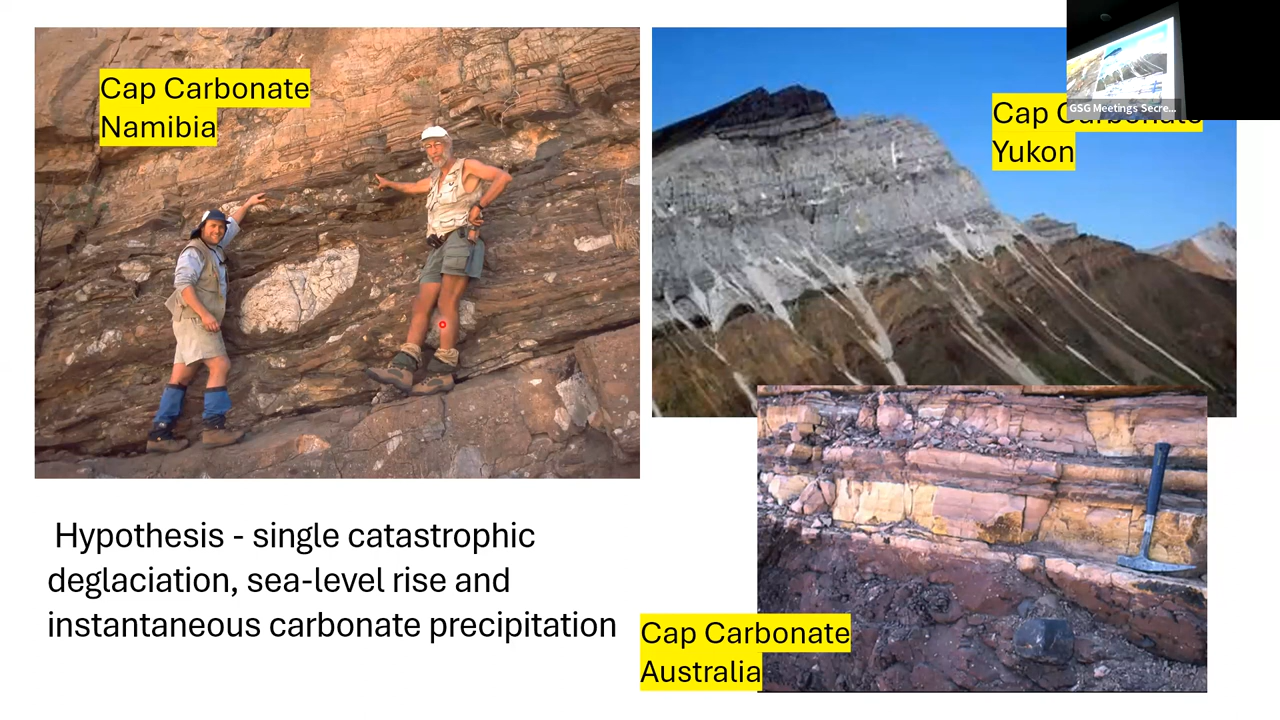 Cap Carbonate
Namibia
GSG Meetings Secre...
Cap Carbonate
Yukon
Hypothesis - single catastrophic
deglaciation, sea-level rise and
instantaneous carbonate precipitation
Cap Carbonate
Australia